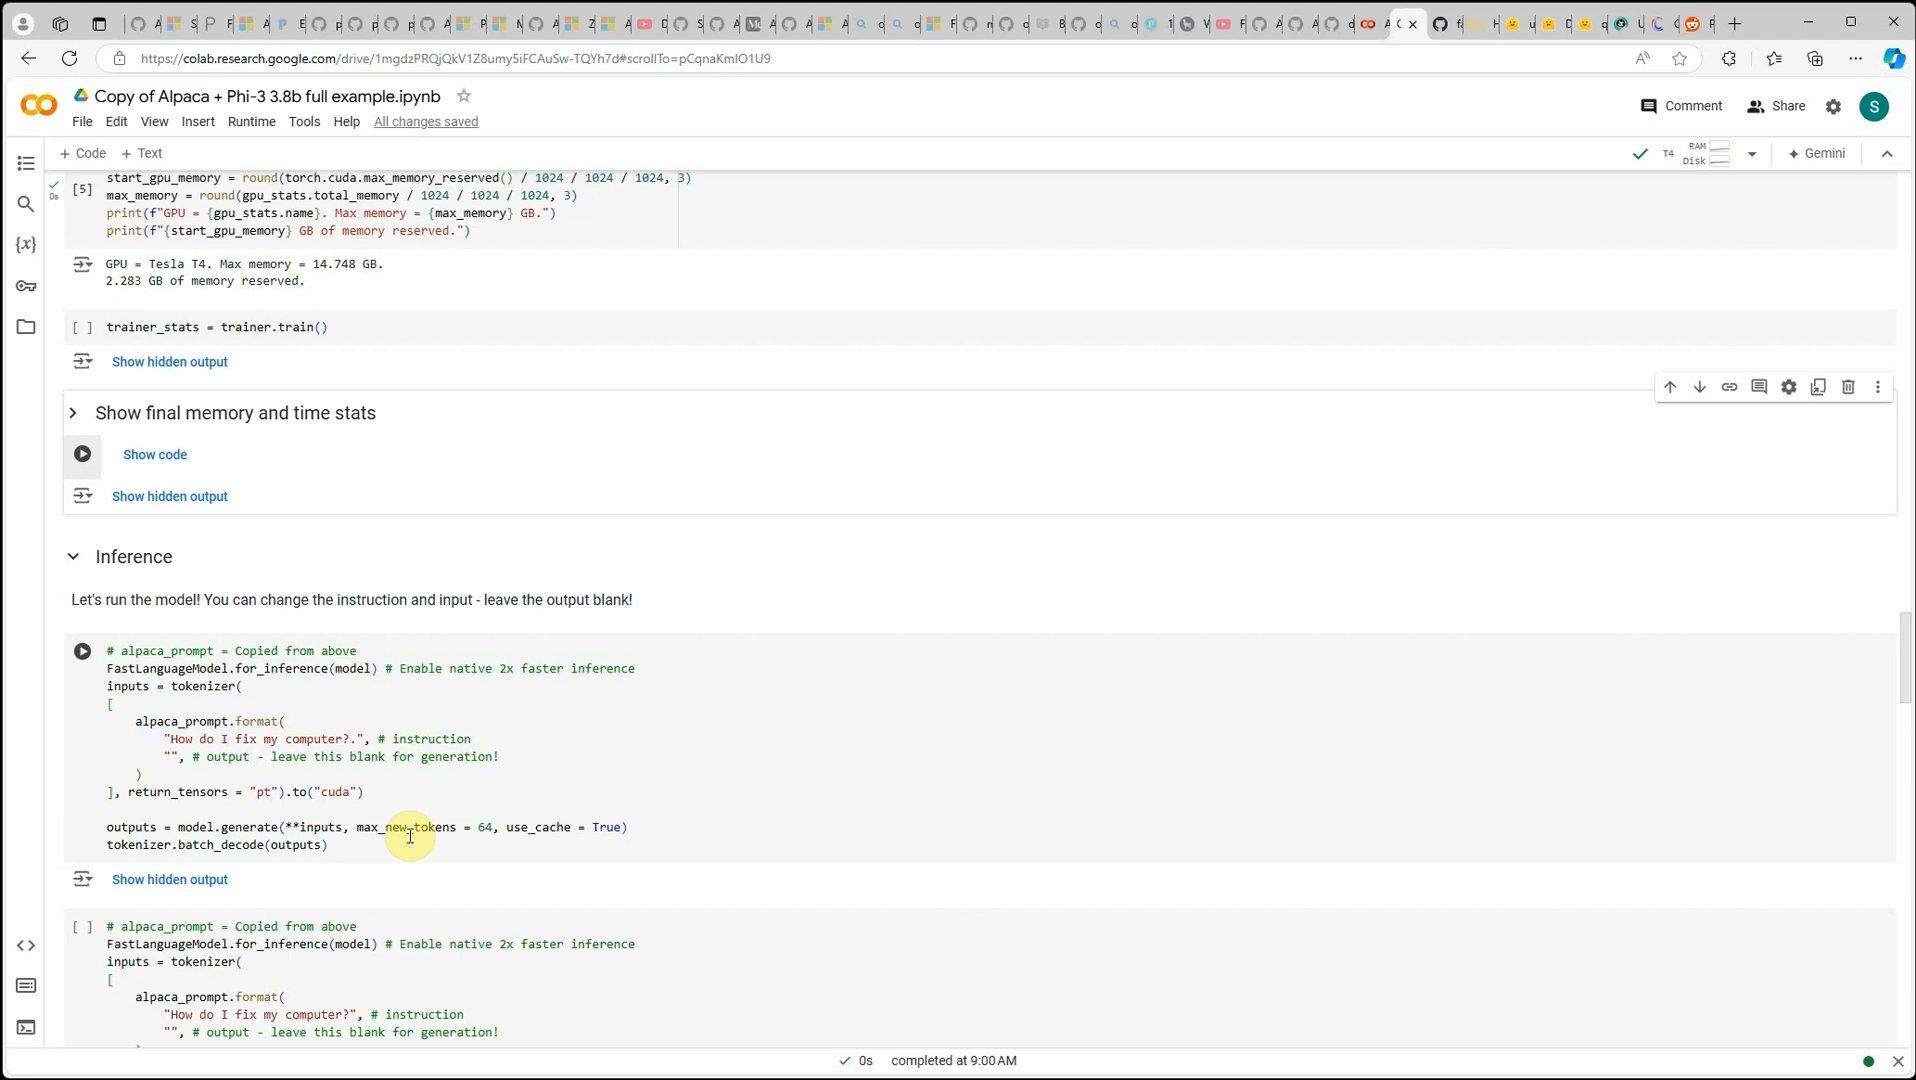 https://colab.research.google.com/drive/1mgdzPRQjQkV1Z8umy5iFCAuSw-TQYh7d#scrollTo=pCqnaKmIO1U9
Copy of Alpaca + Phi-3 3.8b full example.ipynb
Comment
Share
S
File Edit View Insert Runtime Tools Help All changes saved
+ Code + Text
T4
RAM
Disk
Gemini
[5]
0s
start_gpu_memory = round(torch.cuda.max_memory_reserved() / 1024 / 1024 / 1024, 3)
max_memory = round(gpu_stats.total_memory / 1024 / 1024 / 1024, 3)
print(f"GPU = {gpu_stats.name}. Max memory = {max_memory} GB.")
print(f"{start_gpu_memory} GB of memory reserved.")
GPU = Tesla T4. Max memory = 14.748 GB.
2.283 GB of memory reserved.
[ ] trainer_stats = trainer.train()
Show hidden output
Show final memory and time stats
Show code
Show hidden output
Inference
Let's run the model! You can change the instruction and input - leave the output blank!
# alpaca_prompt = Copied from above
FastLanguageModel.for_inference(model) # Enable native 2x faster inference
inputs = tokenizer(
[
alpaca_prompt.format(
"How do I fix my computer?.", # instruction
"", # output - leave this blank for generation!
)
], return_tensors = "pt").to("cuda")
outputs = model.generate(**inputs, max_new_tokens = 64, use_cache = True)
tokenizer.batch_decode(outputs)
Show hidden output
[ ] # alpaca_prompt = Copied from above
FastLanguageModel.for_inference(model) # Enable native 2x faster inference
inputs = tokenizer(
[
alpaca_prompt.format(
"How do I fix my computer?", # instruction
"", # output - leave this blank for generation!
0s completed at 9:00 AM